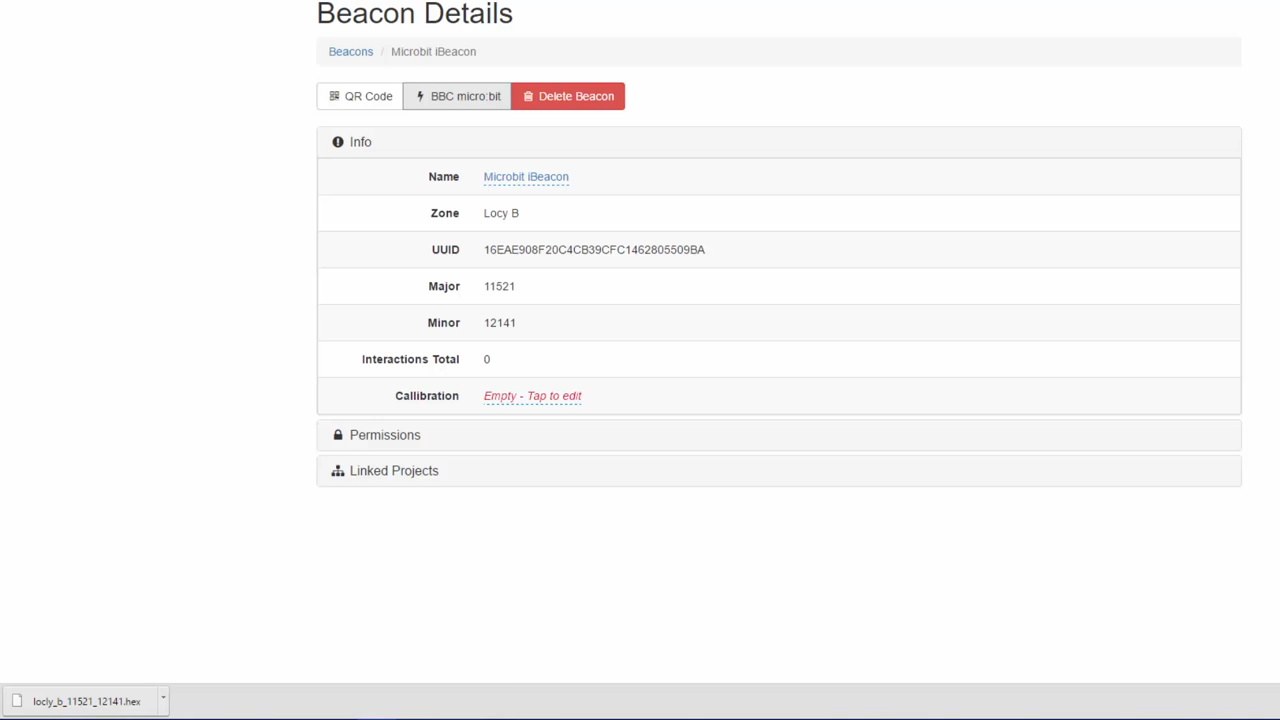 Beacon Details
Beacons / Microbit iBeacon
QR Code BBC micro:bit Delete Beacon
Info
Name Microbit iBeacon
Zone Locy B
UUID 16EAE908F20C4CB39CFC1462805509BA
Major 11521
Minor 12141
Interactions Total 0
Callibration Empty - Tap to edit
Permissions
Linked Projects
locly_b_11521_12141.hex